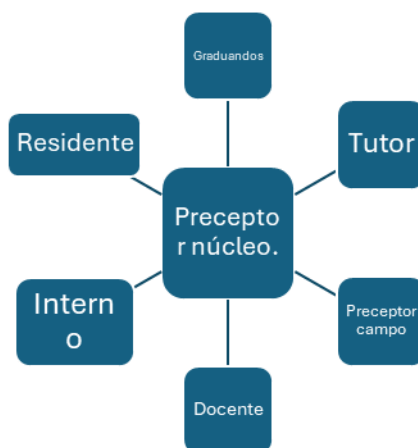 Graduandos
Residente
Tutor
Precepto
r núcleo.
Intern
o
Preceptor
campo
Docente